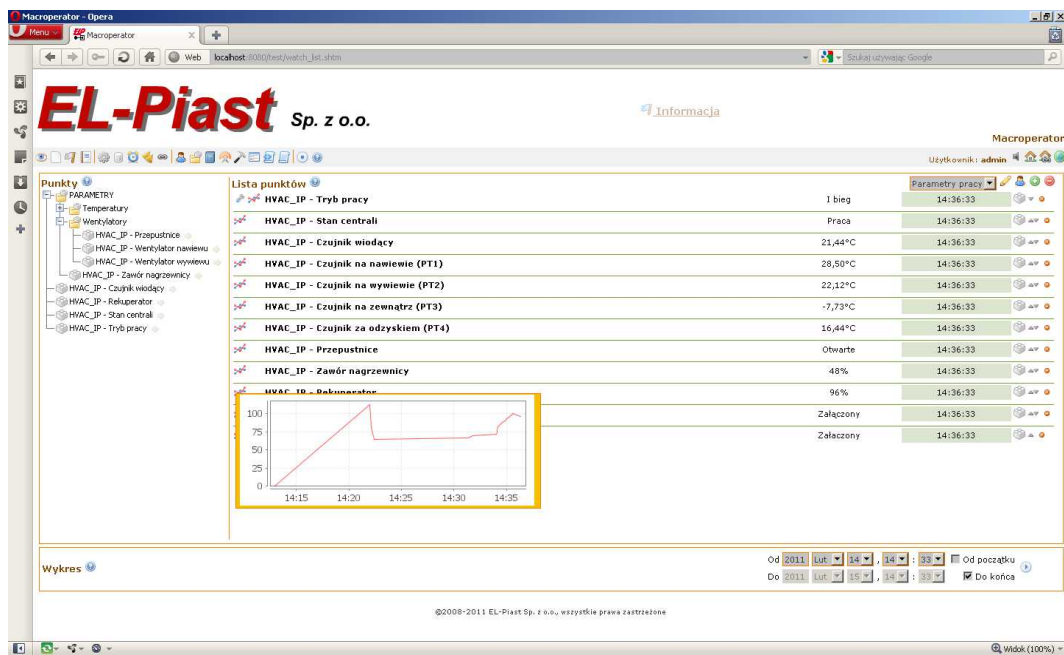 Macroperator - Opera
Menu
Macroperator
Web localhost:8080/test/watch_list.shtm
Szukaj używając Google
EL-Piast Sp. z o.o.
Informacja
Macroperator
Użytkownik: admin
Punkty
PARAMETRY
Temperatury
Wentylatory
HVAC_IP - Przepustnice
HVAC_IP - Wentylator nawiewu
HVAC_IP - Wentylator wywiewu
HVAC_IP - Zawór nagrzewnicy
HVAC_IP - Czujnik wiodący
HVAC_IP - Rekuperator
HVAC_IP - Stan centrali
HVAC_IP - Tryb pracy
Lista punktów
Parametry pracy
HVAC_IP - Tryb pracy I bieg 14:36:33
HVAC_IP - Stan centrali Praca 14:36:33
HVAC_IP - Czujnik wiodący 21,44°C 14:36:33
HVAC_IP - Czujnik na nawiewie (PT1) 28,50°C 14:36:33
HVAC_IP - Czujnik na wywiewie (PT2) 22,12°C 14:36:33
HVAC_IP - Czujnik na zewnątrz (PT3) -7,73°C 14:36:33
HVAC_IP - Czujnik za odzyskiem (PT4) 16,44°C 14:36:33
HVAC_IP - Przepustnice Otwarte 14:36:33
HVAC_IP - Zawór nagrzewnicy 48% 14:36:33
HVAC_IP - Rekuperator 96% 14:36:33
Załączony 14:36:33
Załaczony 14:36:33
100
75
50
25
0
14:15 14:20 14:25 14:30 14:35
Wykres
Od 2011 Lut 14 , 14 : 33 Od początku
Do 2011 Lut 15 , 14 : 33 Do końca
©2008-2011 EL-Piast Sp. z o.o., wszystkie prawa zastrzeżone
Widok (100%)